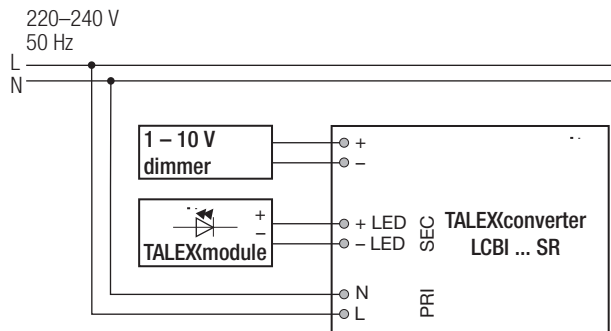 220–240 V
50 Hz
L
N
1 – 10 V
dimmer
+
–
+
–
TALEXmodule
+ LED
– LED
SEC
TALEXconverter
LCBI ... SR
N
L
PRI